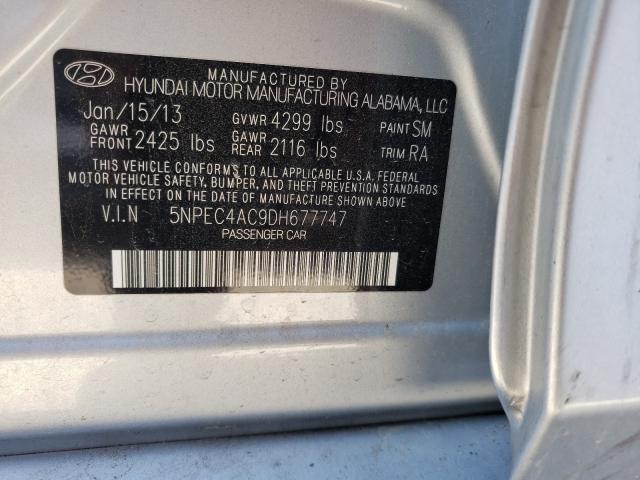 MANUFACTURED BY
HYUNDAI MOTOR MANUFACTURING ALABAMA, LLC
Jan/15/13 GVWR 4299 lbs PAINT SM
GAWR FRONT 2425 lbs GAWR REAR 2116 lbs TRIM RA
THIS VEHICLE CONFORMS TO ALL APPLICABLE U.S.A. FEDERAL
MOTOR VEHICLE SAFETY, BUMPER, AND THEFT PREVENTION STANDARDS
IN EFFECT ON THE DATE OF MANUFACTURE SHOWN ABOVE
V.I.N 5NPEC4AC9DH677747
PASSENGER CAR